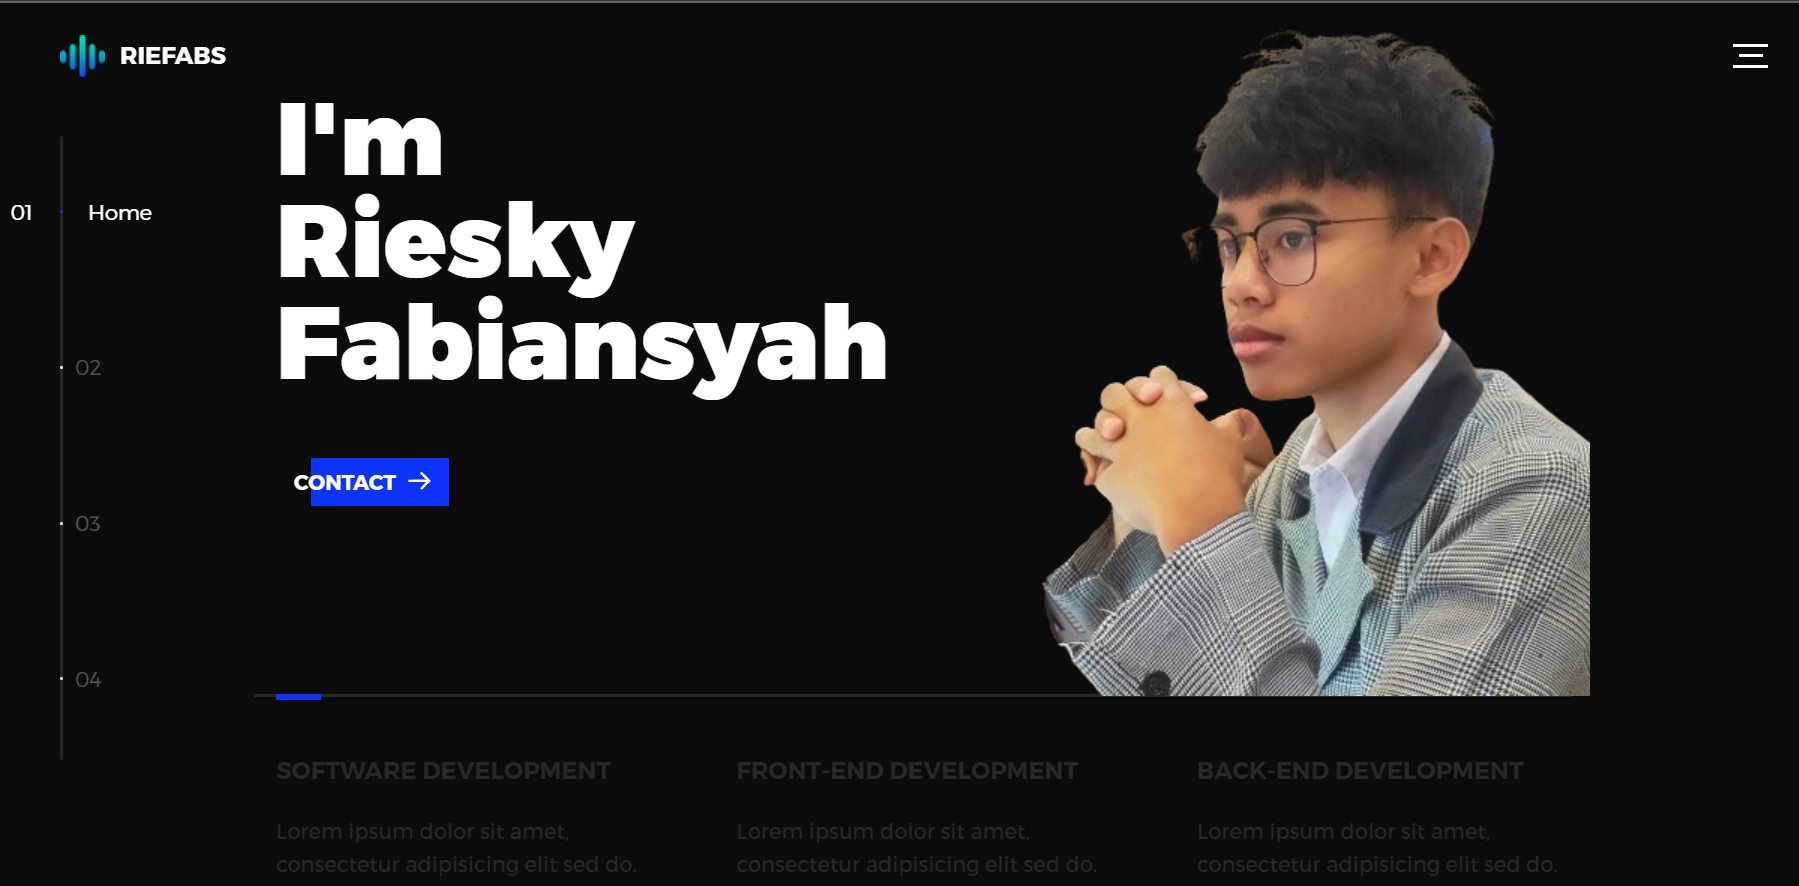 RIEFABS
I'm
Riesky
Fabiansyah
01 Home
02
03
04
CONTACT
SOFTWARE DEVELOPMENT
Lorem ipsum dolor sit amet,
consectetur adipisicing elit sed do.
FRONT-END DEVELOPMENT
Lorem ipsum dolor sit amet,
consectetur adipisicing elit sed do.
BACK-END DEVELOPMENT
Lorem ipsum dolor sit amet,
consectetur adipisicing elit sed do.